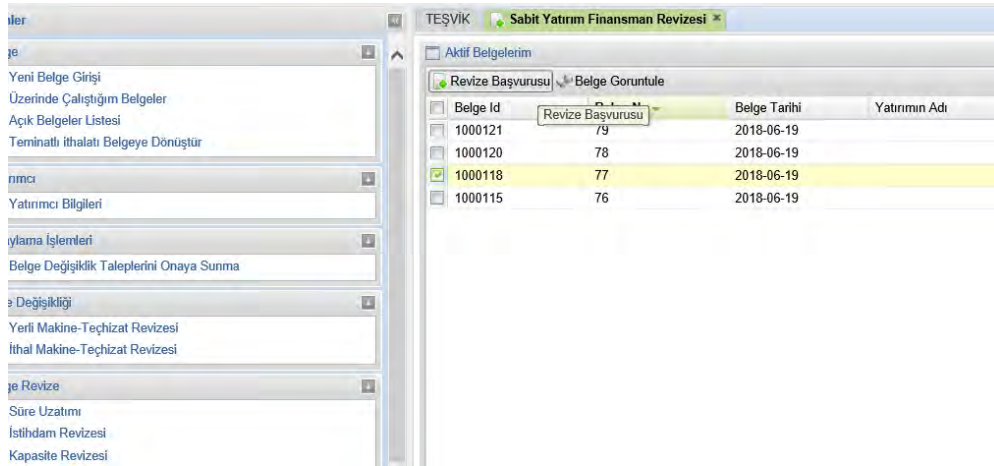 TEŞVİK Sabit Yatırım Finansman Revizesi
Aktif Belgelerim
Revize Başvurusu Belge Goruntule
Belge Id Belge Tarihi Yatırımın Adı
Revize Başvurusu
1000121 79 2018-06-19
1000120 78 2018-06-19
1000118 77 2018-06-19
1000115 76 2018-06-19
Yeni Belge Girişi
Üzerinde Çalıştığım Belgeler
Açık Belgeler Listesi
Teminatlı ithalatı Belgeye Dönüştür
Yatırımcı Bilgileri
İşlemleri
Belge Değişiklik Taleplerini Onaya Sunma
Değişikliği
Yerli Makine-Teçhizat Revizesi
İthal Makine-Teçhizat Revizesi
Revize
Süre Uzatımı
İstihdam Revizesi
Kapasite Revizesi